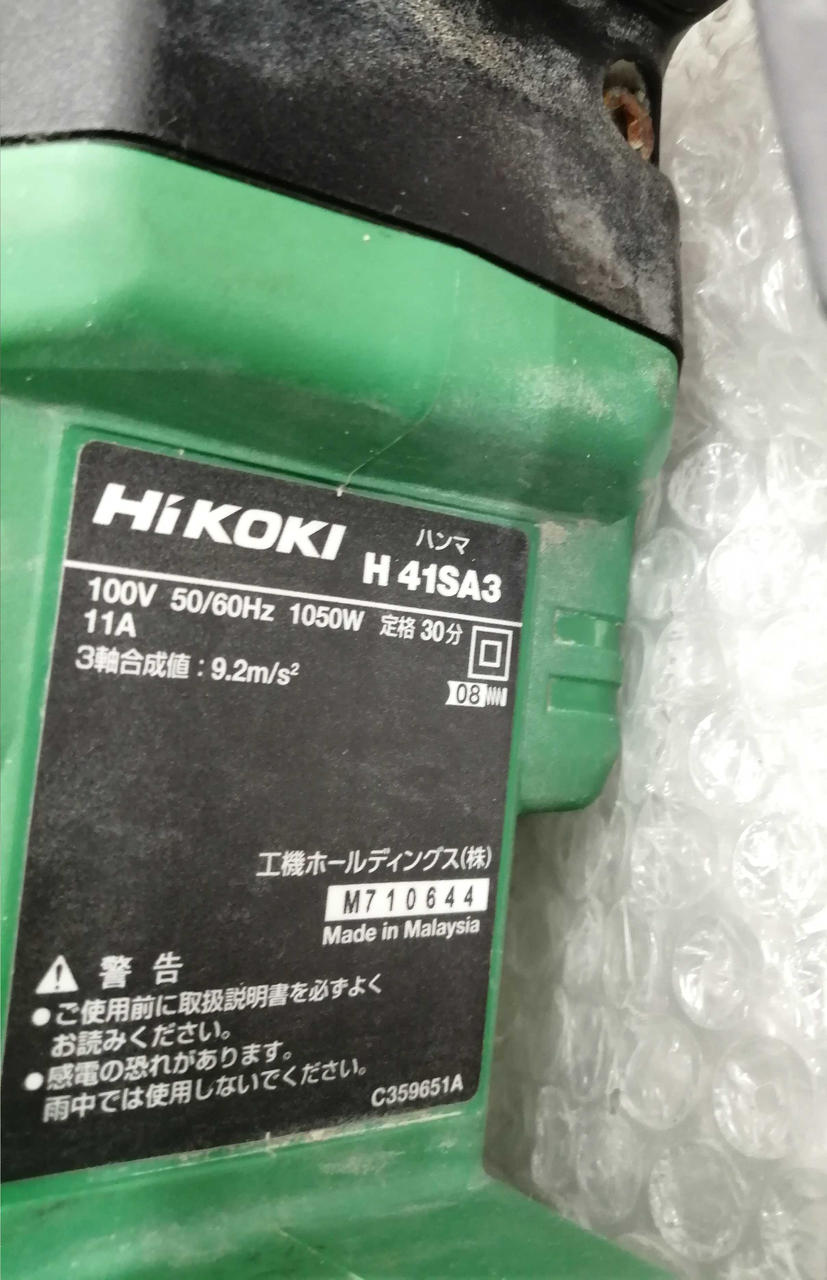 HiKOKI ハンマ
H 41SA3
100V 50/60Hz 1050W 定格 30分
11A
3軸合成値:9.2m/s²
08
工機ホールディングス(株)
M710644
Made in Malaysia
警告
●ご使用前に取扱説明書を必ずよく
お読みください。
●感電の恐れがあります。
雨中では使用しないでください。
C359651A